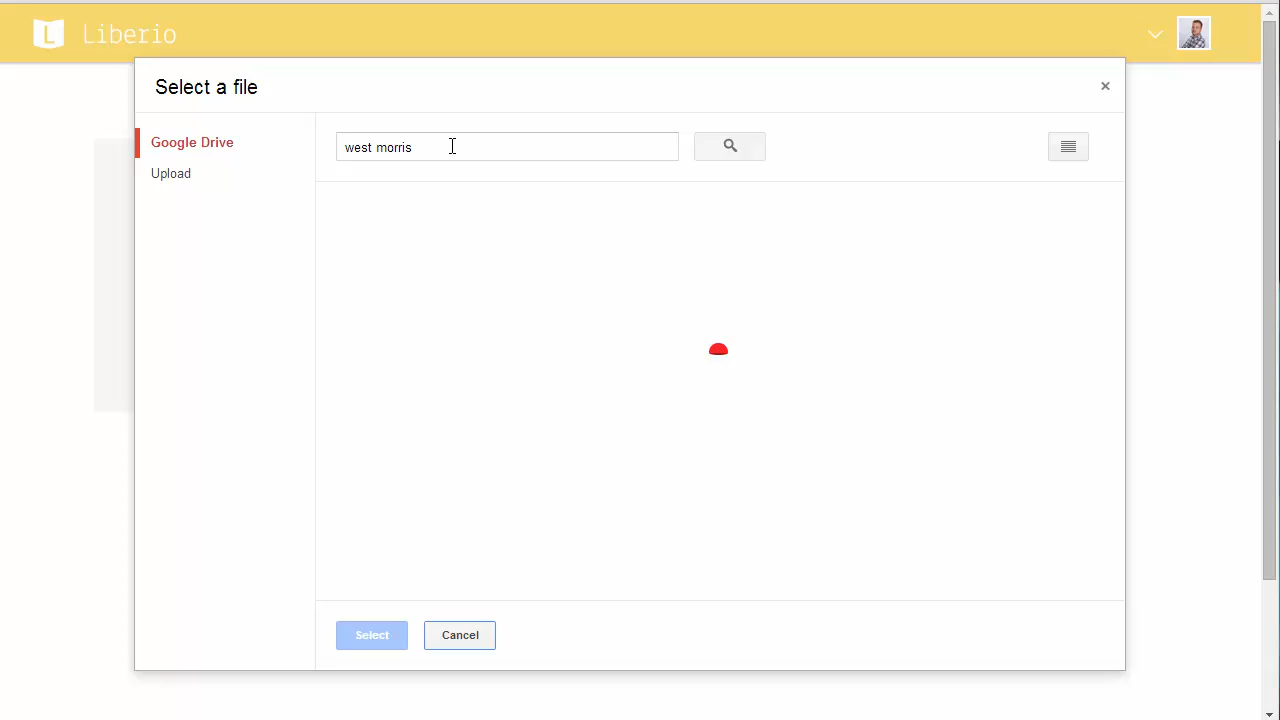 L Liberio
Select a file
×
Google Drive
Upload
west morris
Select
Cancel